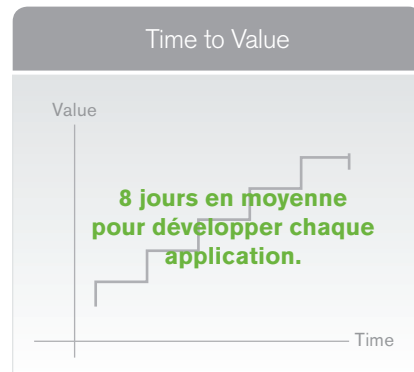 Time to Value
Value
8 jours en moyenne
pour développer chaque
application.
Time